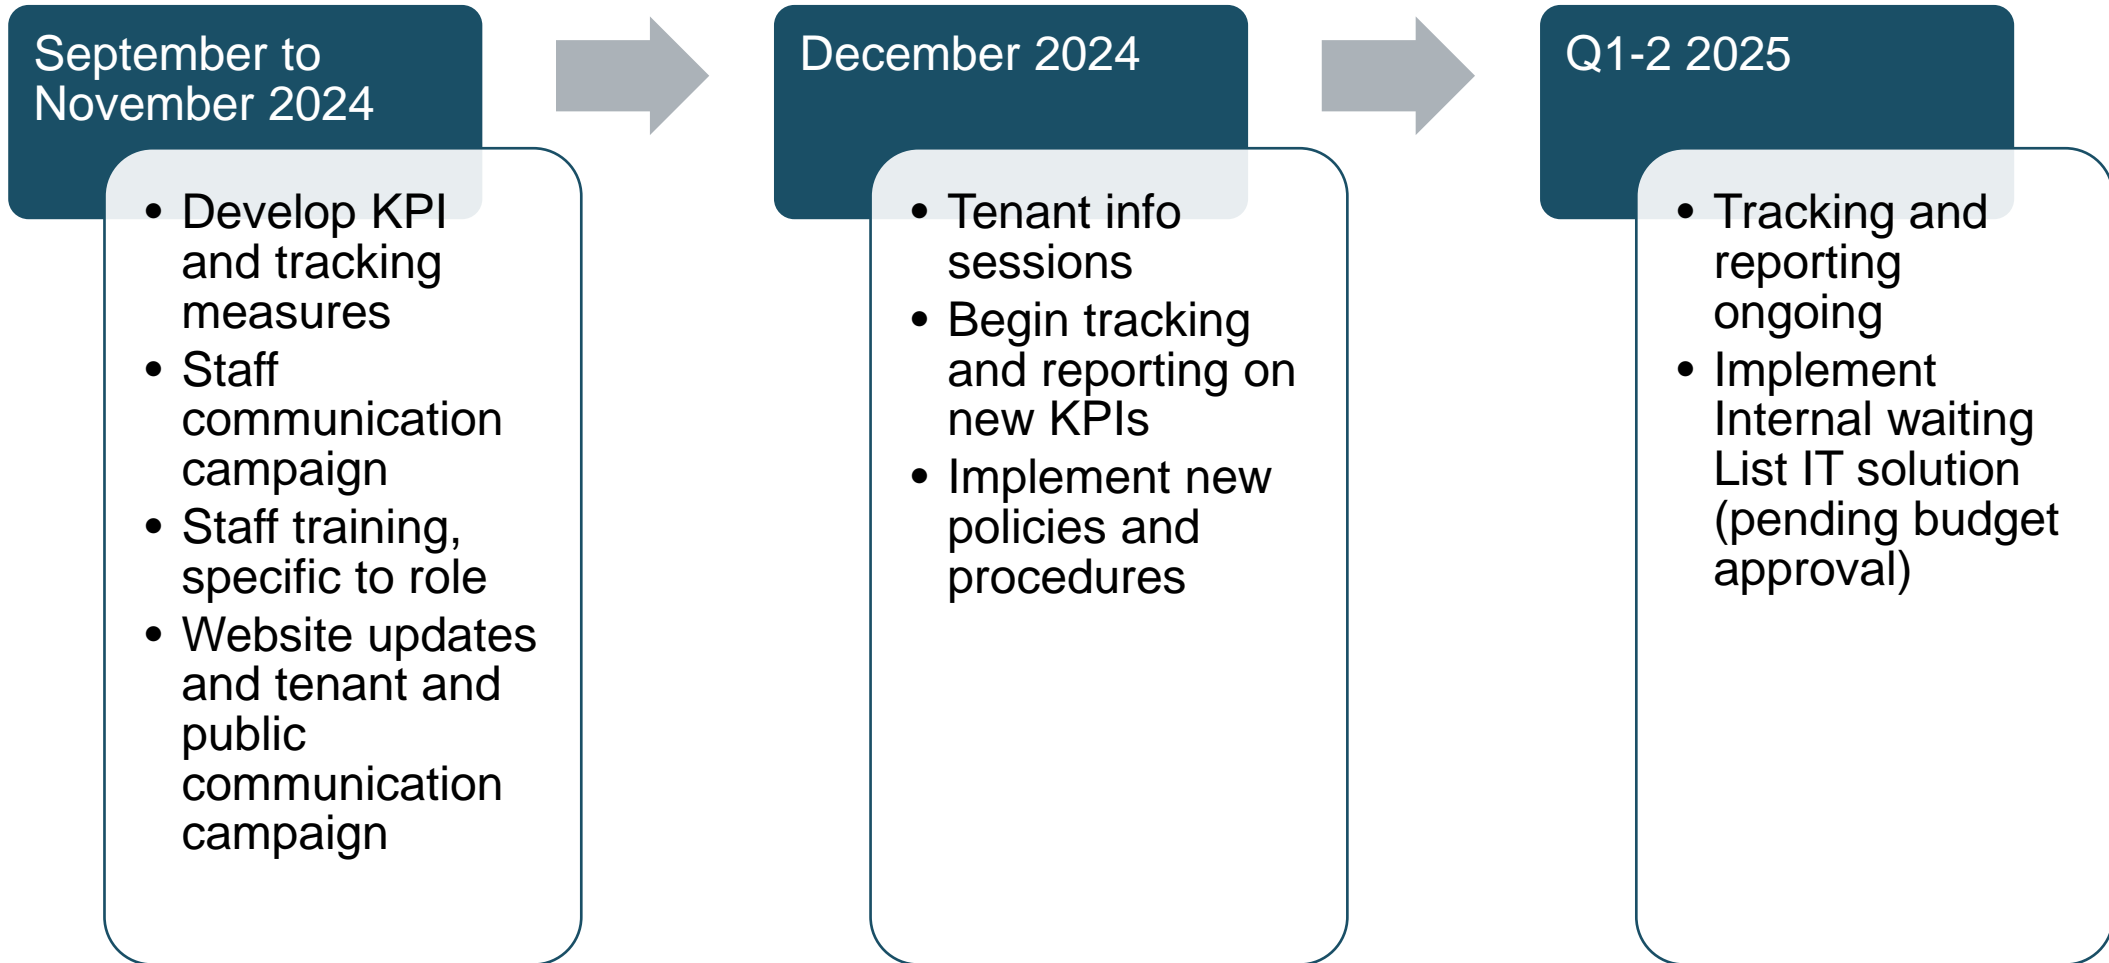 September to
November 2024
• Develop KPI
and tracking
measures
• Staff
communication
campaign
• Staff training,
specific to role
• Website updates
and tenant and
public
communication
campaign
December 2024
• Tenant info
sessions
• Begin tracking
and reporting on
new KPIs
• Implement new
policies and
procedures
Q1-2 2025
• Tracking and
reporting
ongoing
• Implement
Internal waiting
List IT solution
(pending budget
approval)